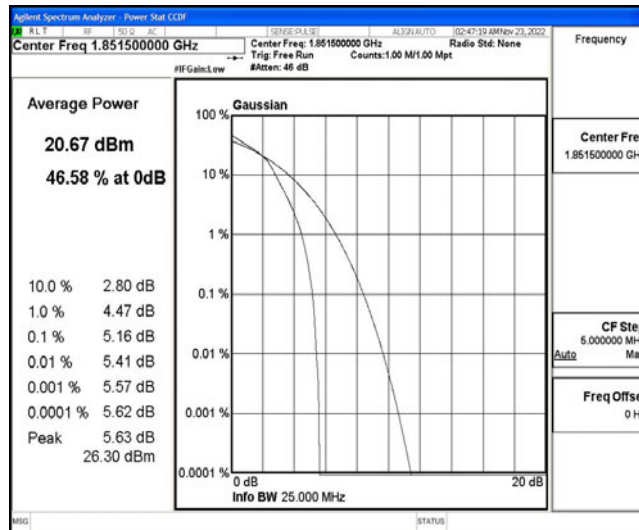 Agilent Spectrum Analyzer - Power Stat CCDF
R L T RF 50 Ω AC SENSE:PULSE ALIGN AUTO 02:47:19 AM Nov 23, 2022
Center Freq 1.851500000 GHz
Center Freq: 1.851500000 GHz Radio Std: None
Trig: Free Run Counts:1.00 M/1.00 Mpt
#IFGain:Low #Atten: 46 dB
Frequency
Average Power
20.67 dBm
46.58 % at 0dB
10.0 % 2.80 dB
1.0 % 4.47 dB
0.1 % 5.16 dB
0.01 % 5.41 dB
0.001 % 5.57 dB
0.0001 % 5.62 dB
Peak 5.63 dB
26.30 dBm
Gaussian
100 %
10 %
1 %
0.1 %
0.01 %
0.001 %
0.0001 %
0 dB 20 dB
Info BW 25.000 MHz
Center Fre
1.851500000 GH
CF Ste
5.000000 MH
Auto Ma
Freq Offse
0 H
MSG STATUS